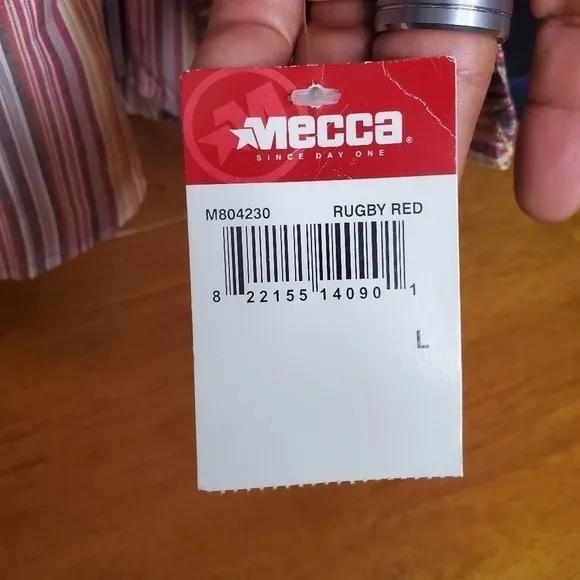 Mecca®
SINCE DAY ONE
M804230 RUGBY RED
8 22155 14090 1
L